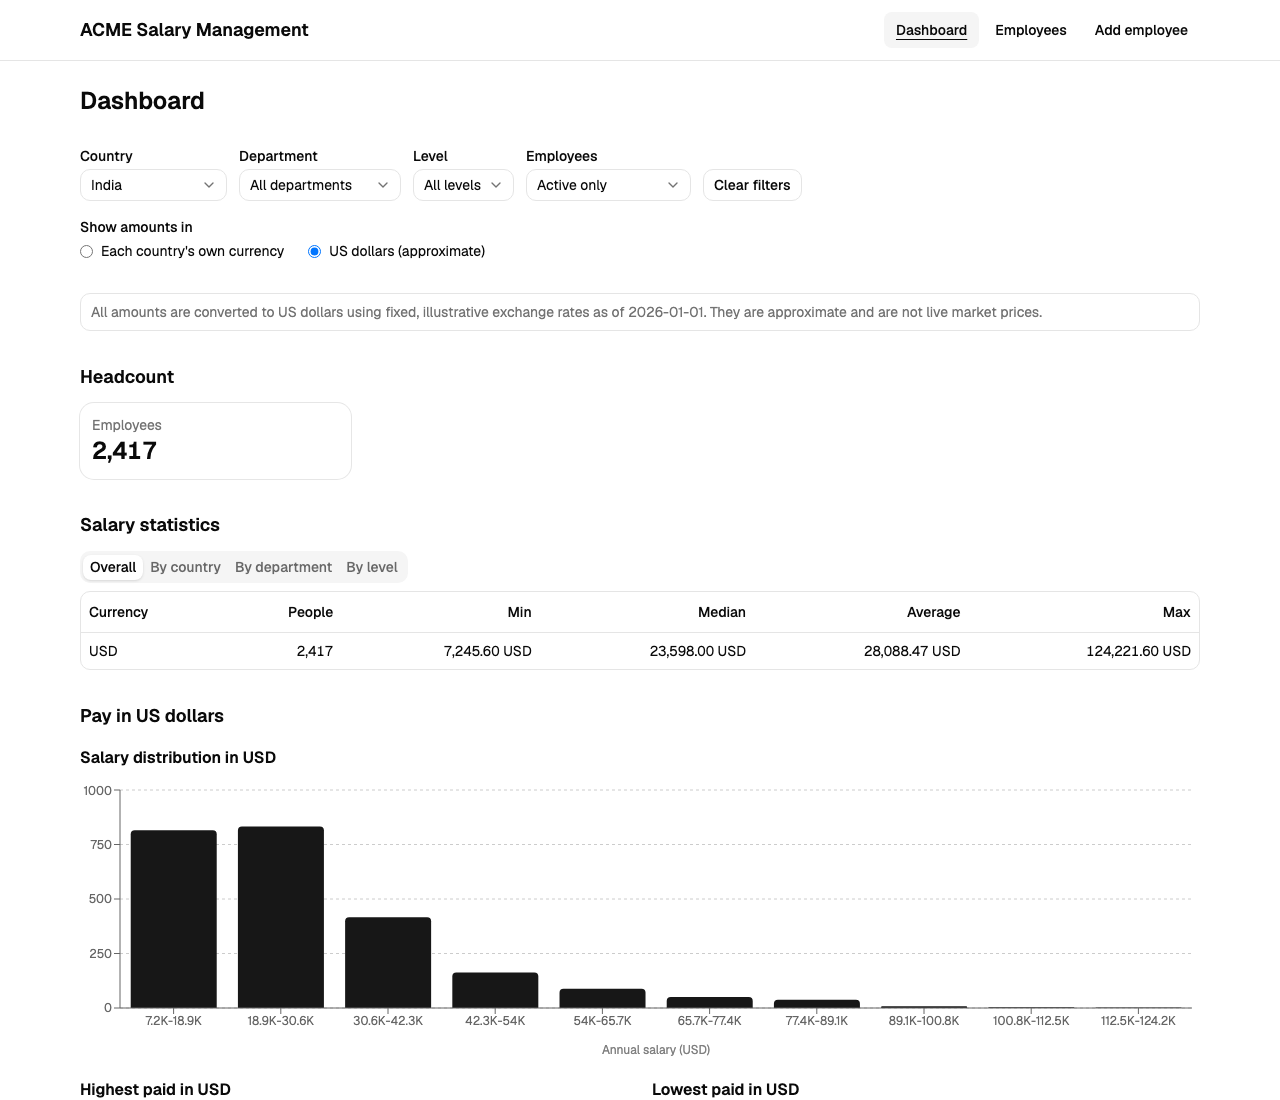 ACME Salary Management
Dashboard Employees Add employee
Dashboard
Country Department Level Employees
India All departments All levels Active only Clear filters
Show amounts in
Each country's own currency US dollars (approximate)
All amounts are converted to US dollars using fixed, illustrative exchange rates as of 2026-01-01. They are approximate and are not live market prices.
Headcount
Employees
2,417
Salary statistics
Overall By country By department By level
Currency People Min Median Average Max
USD 2,417 7,245.60 USD 23,598.00 USD 28,088.47 USD 124,221.60 USD
Pay in US dollars
Salary distribution in USD
1000
750
500
250
0
7.2K-18.9K 18.9K-30.6K 30.6K-42.3K 42.3K-54K 54K-65.7K 65.7K-77.4K 77.4K-89.1K 89.1K-100.8K 100.8K-112.5K 112.5K-124.2K
Annual salary (USD)
Highest paid in USD Lowest paid in USD